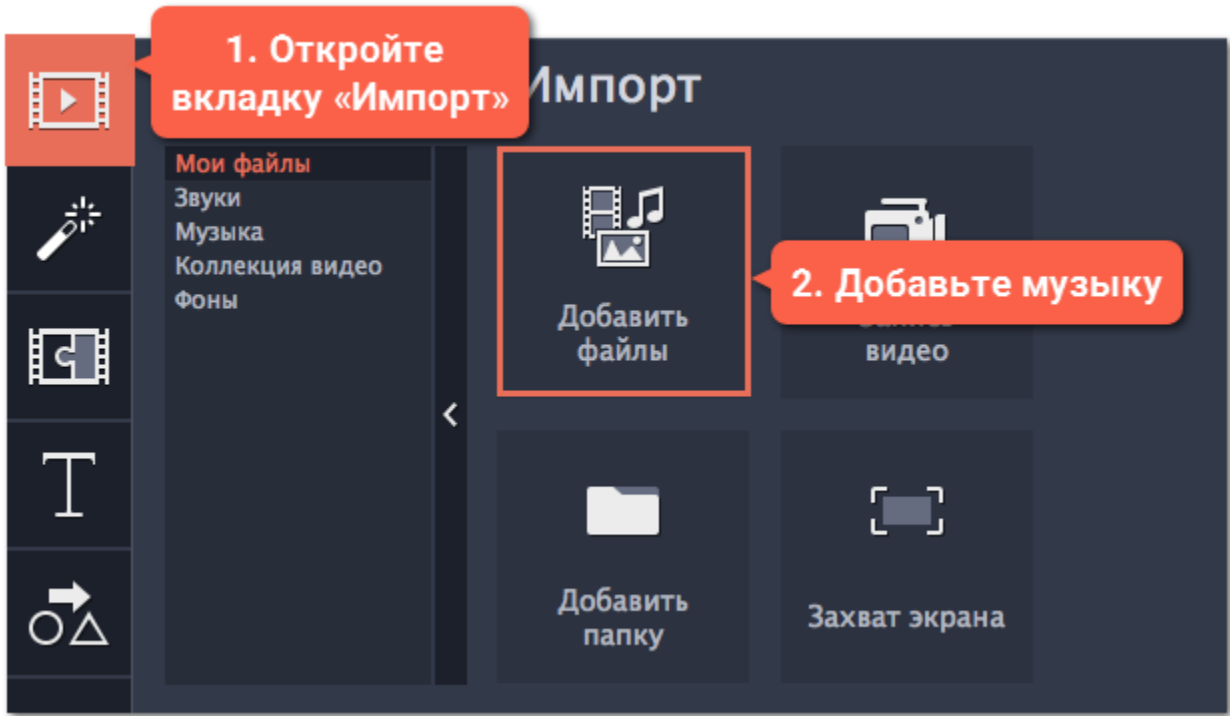 1. Откройте
вкладку «Импорт»
Импорт
Мои файлы
Звуки
Музыка
Коллекция видео
Фоны
Добавить
файлы
2. Добавьте музыку
видео
Добавить
папку
Захват экрана